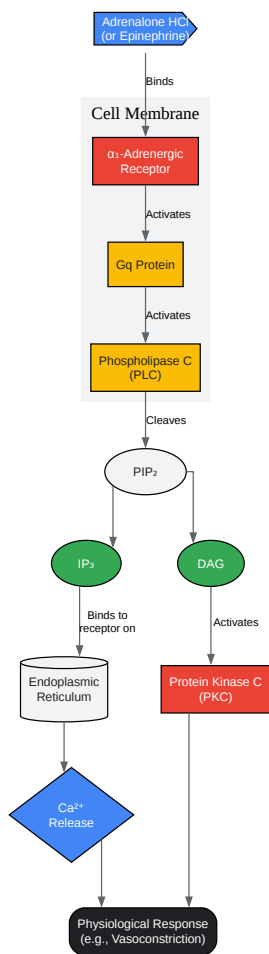 Adrenalone HCl
(or Epinephrine)
Binds
Cell Membrane
α₁-Adrenergic
Receptor
Activates
Gq Protein
Activates
Phospholipase C
(PLC)
Cleaves
PIP₂
IP₃
DAG
Binds to
receptor on
Activates
Endoplasmic
Reticulum
Protein Kinase C
(PKC)
Ca²⁺
Release
Physiological Response
(e.g., Vasoconstriction)